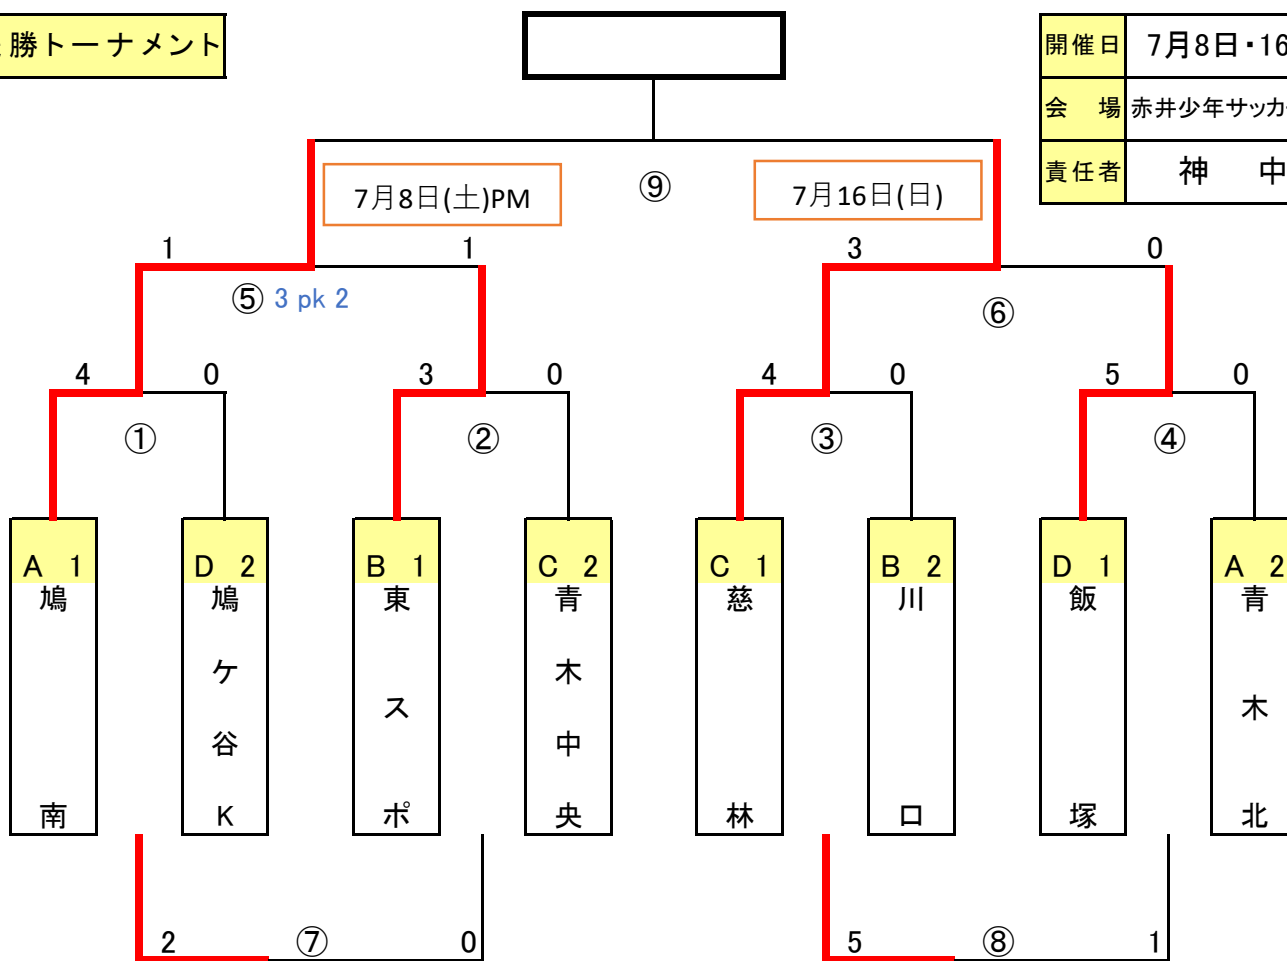 勝トーナメント
開催日 7月8日・16
会 場 赤井少年サッカ
責任者 神 中
7月8日(土)PM
⑨
7月16日(日)
1 1 3 0
⑤ 3 pk 2
⑥
4 0 3 0 4 0 5 0
① ② ③ ④
A 1 D 2 B 1 C 2 C 1 B 2 D 1 A 2
鳩南
鳩ケ谷K
東スポ
青木中央
慈林
川口
飯塚
青木北
2 ⑦ 0 5 ⑧ 1